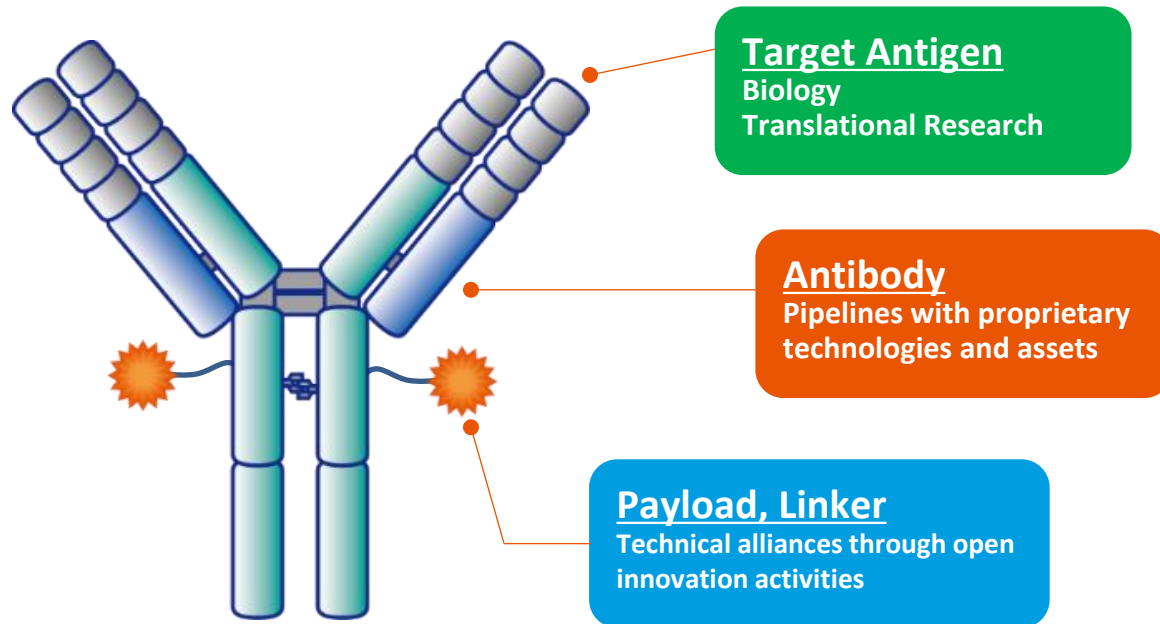 Target Antigen
Biology
Translational Research
Antibody
Pipelines with proprietary
technologies and assets
Payload, Linker
Technical alliances through open
innovation activities